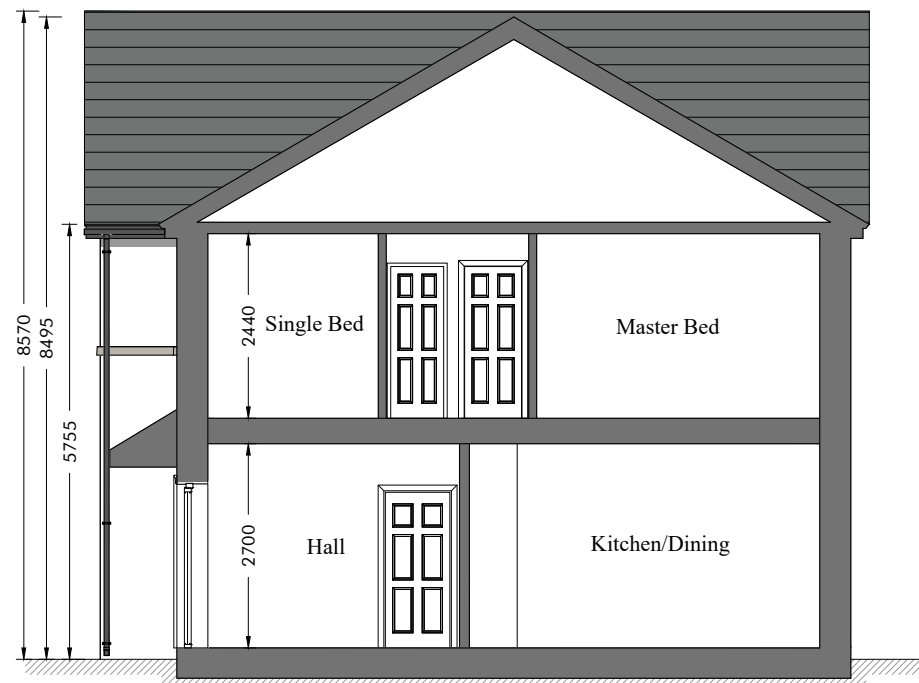 8570
8495
5755
2440
Single Bed
Master Bed
2700
Hall
Kitchen/Dining